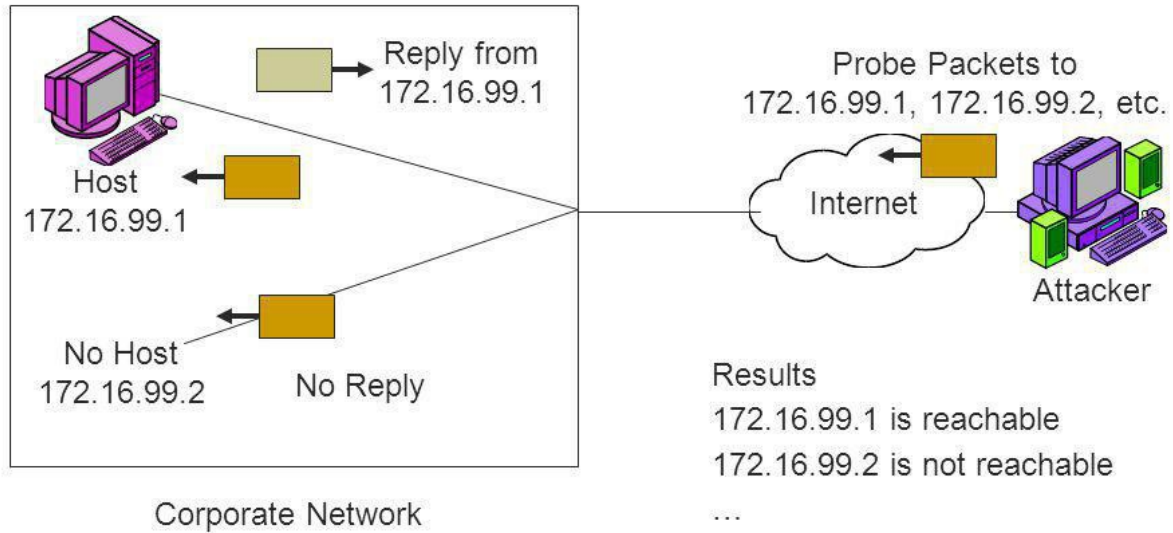 Reply from
172.16.99.1
Probe Packets to
172.16.99.1, 172.16.99.2, etc.
Host
172.16.99.1
Internet
Attacker
No Host
172.16.99.2
No Reply
Results
172.16.99.1 is reachable
172.16.99.2 is not reachable
…
Corporate Network